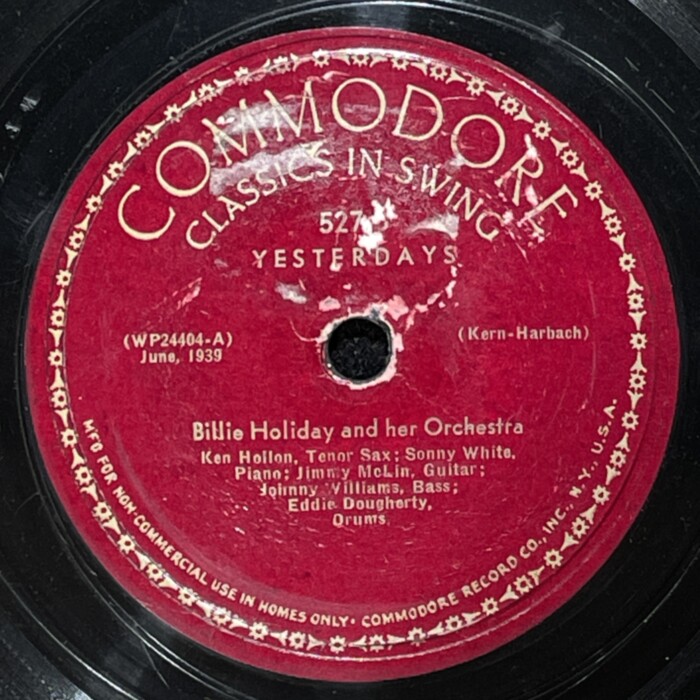 COMMODORE
CLASSICS IN SWING
527
YESTERDAYS
(WP24404-A)
June, 1939
(Kern-Harbach)
Billie Holiday and her Orchestra
Ken Hollon, Tenor Sax; Sonny White,
Piano; Jimmy McLin, Guitar;
Johnny Williams, Bass;
Eddie Dougherty,
Drums
MFG FOR NON-COMMERCIAL USE IN HOMES ONLY • COMMODORE RECORD CO., INC., N.Y., U.S.A.